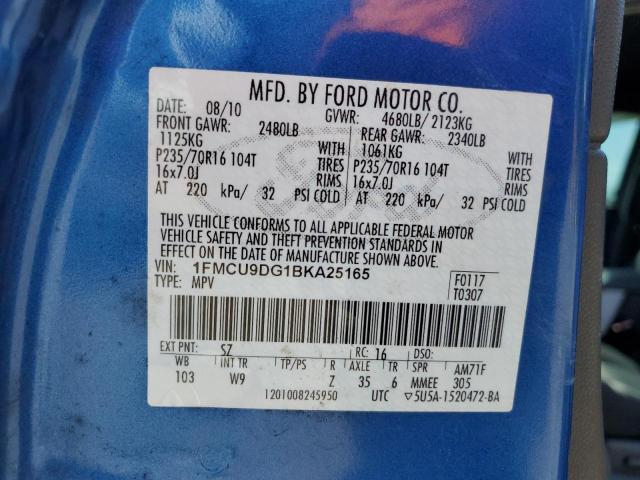 MFD. BY FORD MOTOR CO.
DATE: 08/10 GVWR: 4680LB/ 2123KG
FRONT GAWR: 2480LB REAR GAWR: 2340LB
1125KG 1061KG
P235/70R16 104T TIRES P235/70R16 104T TIRES
16x7.0J RIMS 16x7.0J RIMS
AT 220 kPa/ 32 PSI COLD AT 220 kPa/ 32 PSI COLD
THIS VEHICLE CONFORMS TO ALL APPLICABLE FEDERAL MOTOR
VEHICLE SAFETY AND THEFT PREVENTION STANDARDS IN
EFFECT ON THE DATE OF MANUFACTURE SHOWN ABOVE.
VIN: 1FMCU9DG1BKA25165 F0117
TYPE: MPV T0307
EXT PNT: SZ RC: 16 DSO:
WB INT TR TP/PS R AXLE TR SPR AM71F
103 W9 Z 35 6 MMEE 305
1201008245950 UTC ▽5U5A-1520472-BA